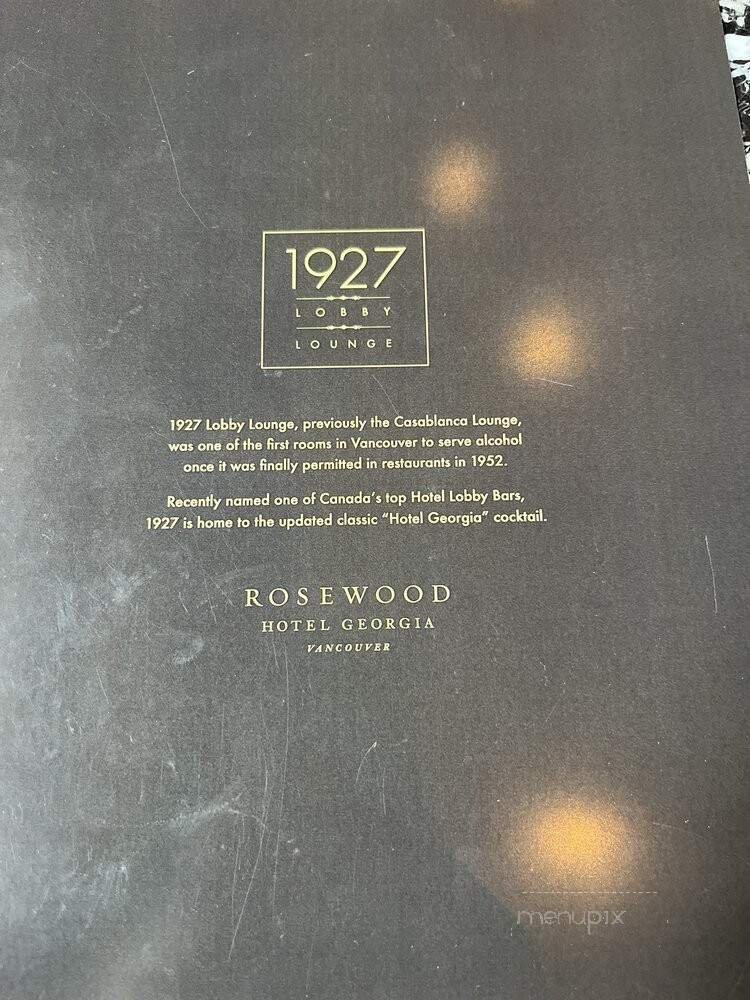 1927
LOBBY
LOUNGE
1927 Lobby Lounge, previously the Casablanca Lounge,
was one of the first rooms in Vancouver to serve alcohol
once it was finally permitted in restaurants in 1952.
Recently named one of Canada's top Hotel Lobby Bars,
1927 is home to the updated classic “Hotel Georgia” cocktail.
ROSEWOOD
HOTEL GEORGIA
VANCOUVER
menupix